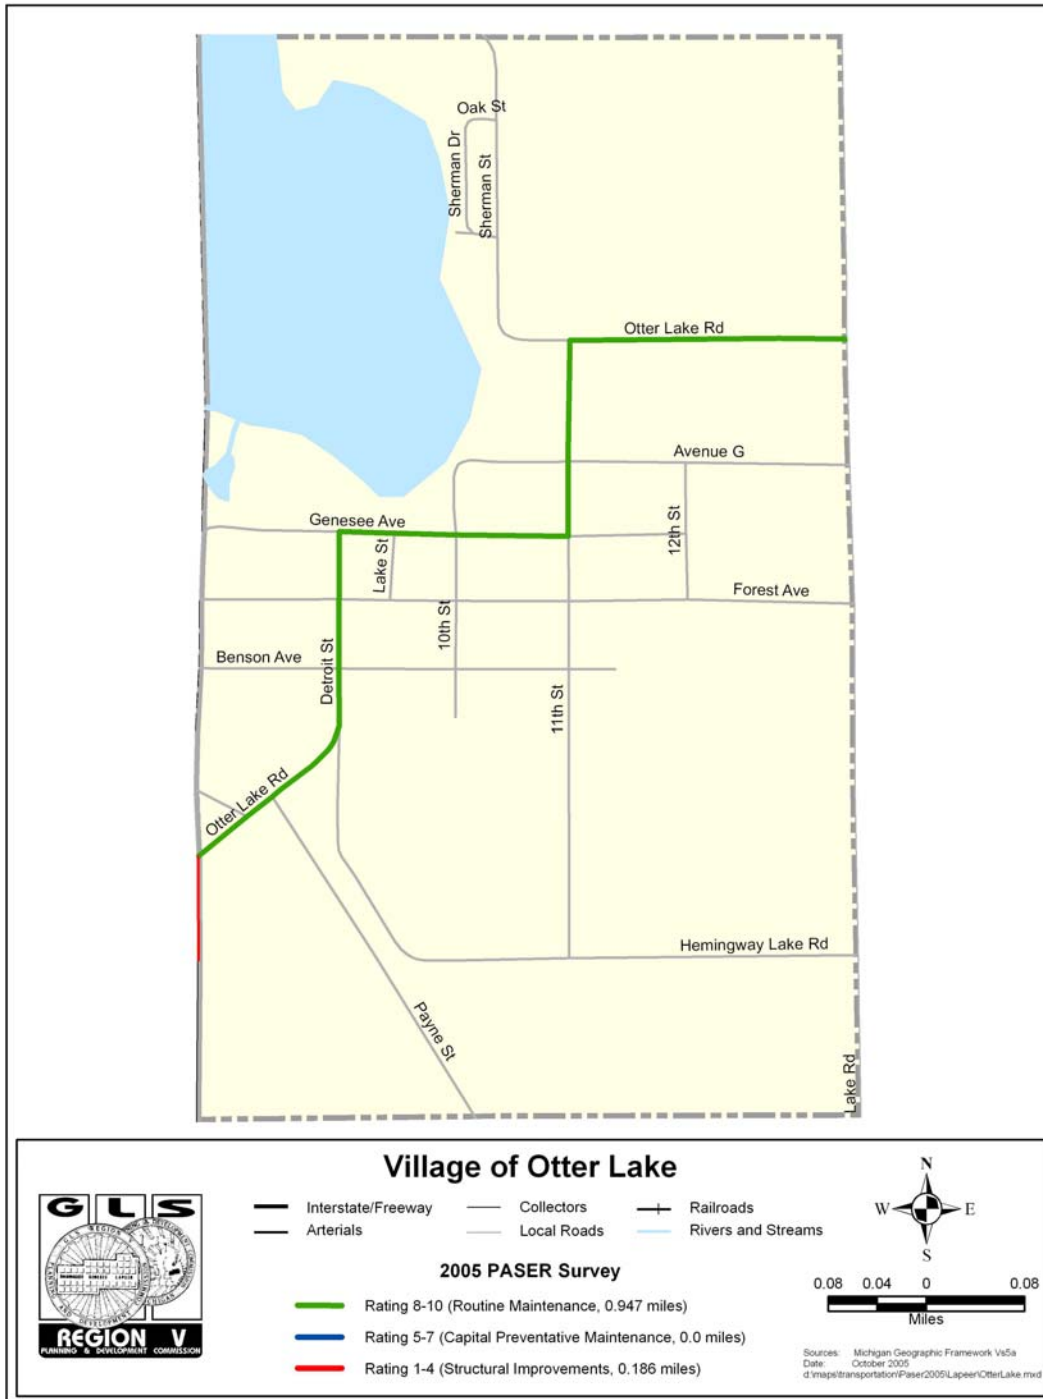 Oak St
Sherman Dr
Sherman St
Otter Lake Rd
Avenue G
Genesee Ave
Lake St
12th St
Forest Ave
10th St
Benson Ave
Detroit St
11th St
Otter Lake Rd
Hemingway Lake Rd
Payne St
Lake Rd
Village of Otter Lake
Interstate/Freeway
Collectors
Railroads
Arterials
Local Roads
Rivers and Streams
2005 PASER Survey
Rating 8-10 (Routine Maintenance, 0.947 miles)
Rating 5-7 (Capital Preventative Maintenance, 0.0 miles)
Rating 1-4 (Structural Improvements, 0.186 miles)
G L S
REGION V
PLANNING & DEVELOPMENT COMMISSION
N
W E
S
0.08 0.04 0 0.08
Miles
Sources: Michigan Geographic Framework Vs5a
Date: October 2005
d:\maps\transportation\Paser2005\Lapeer\OtterLake.mxd